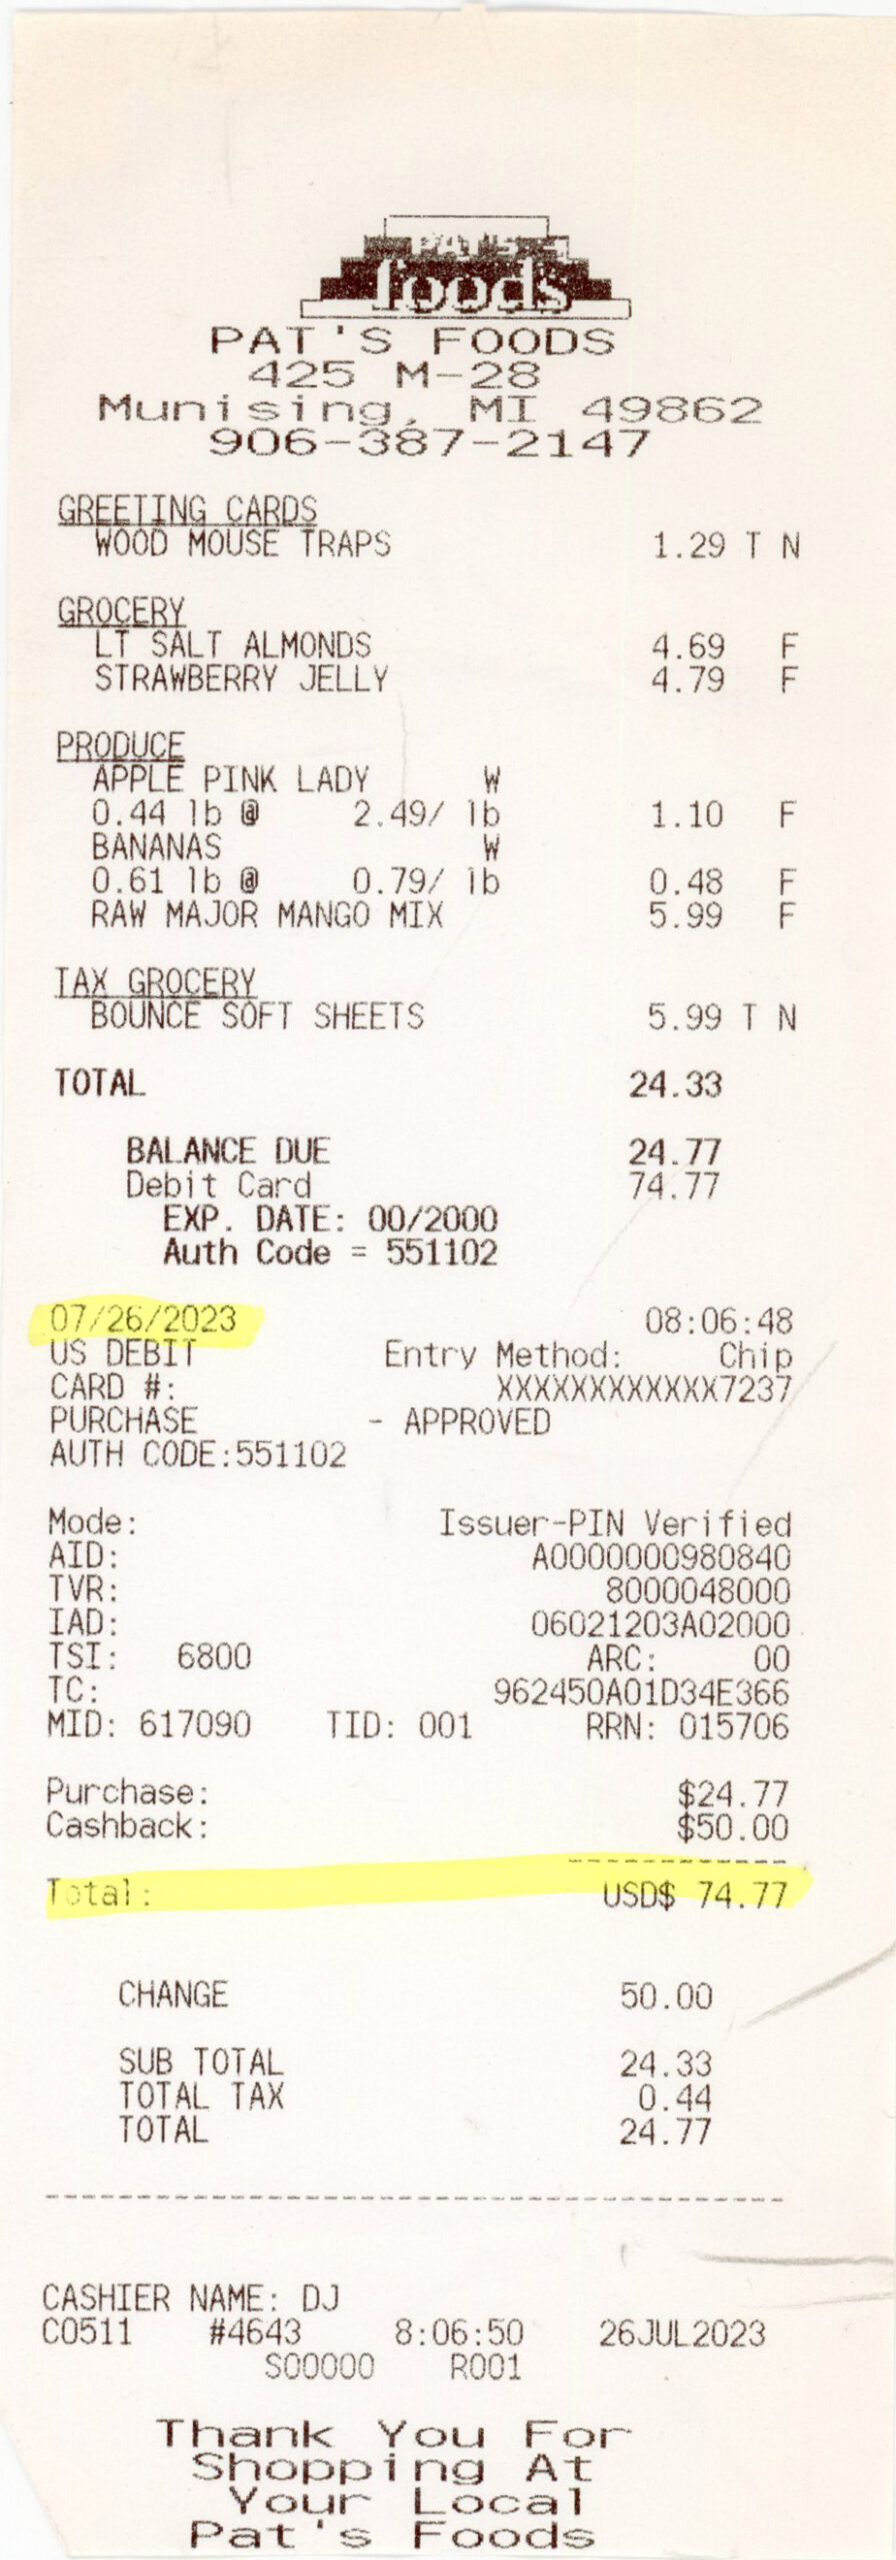 PAT'S
foods
PAT'S FOODS
425 M-28
Munising, MI 49862
906-387-2147
GREETING CARDS
WOOD MOUSE TRAPS 1.29 T N
GROCERY
LT SALT ALMONDS 4.69 F
STRAWBERRY JELLY 4.79 F
PRODUCE
APPLE PINK LADY W
0.44 lb @ 2.49/ lb 1.10 F
BANANAS W
0.61 lb @ 0.79/ lb 0.48 F
RAW MAJOR MANGO MIX 5.99 F
TAX GROCERY
BOUNCE SOFT SHEETS 5.99 T N
TOTAL 24.33
BALANCE DUE 24.77
Debit Card 74.77
EXP. DATE: 00/2000
Auth Code = 551102
07/26/2023 08:06:48
US DEBIT Entry Method: Chip
CARD #: XXXXXXXXXXXX7237
PURCHASE - APPROVED
AUTH CODE:551102
Mode: Issuer-PIN Verified
AID: A0000000980840
TVR: 8000048000
IAD: 06021203A02000
TSI: 6800 ARC: 00
TC: 962450A01D34E366
MID: 617090 TID: 001 RRN: 015706
Purchase: $24.77
Cashback: $50.00
------------
Total: USD$ 74.77
CHANGE 50.00
SUB TOTAL 24.33
TOTAL TAX 0.44
TOTAL 24.77
----------------------------------------
CASHIER NAME: DJ
C0511 #4643 8:06:50 26JUL2023
S00000 R001
Thank You For
Shopping At
Your Local
Pat's Foods